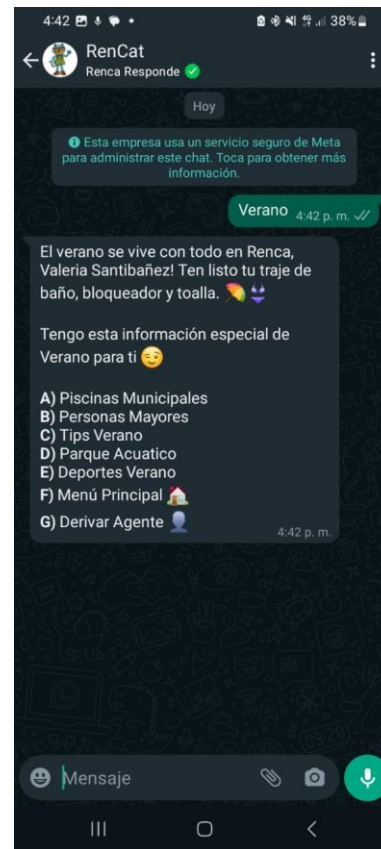 4:42
38%
RenCat
Renca Responde
Hoy
Esta empresa usa un servicio seguro de Meta
para administrar este chat. Toca para obtener más
información.
Verano 4:42 p. m.
El verano se vive con todo en Renca,
Valeria Santibañez! Ten listo tu traje de
baño, bloqueador y toalla.
Tengo esta información especial de
Verano para ti
A) Piscinas Municipales
B) Personas Mayores
C) Tips Verano
D) Parque Acuatico
E) Deportes Verano
F) Menú Principal
G) Derivar Agente
4:42 p. m.
Mensaje